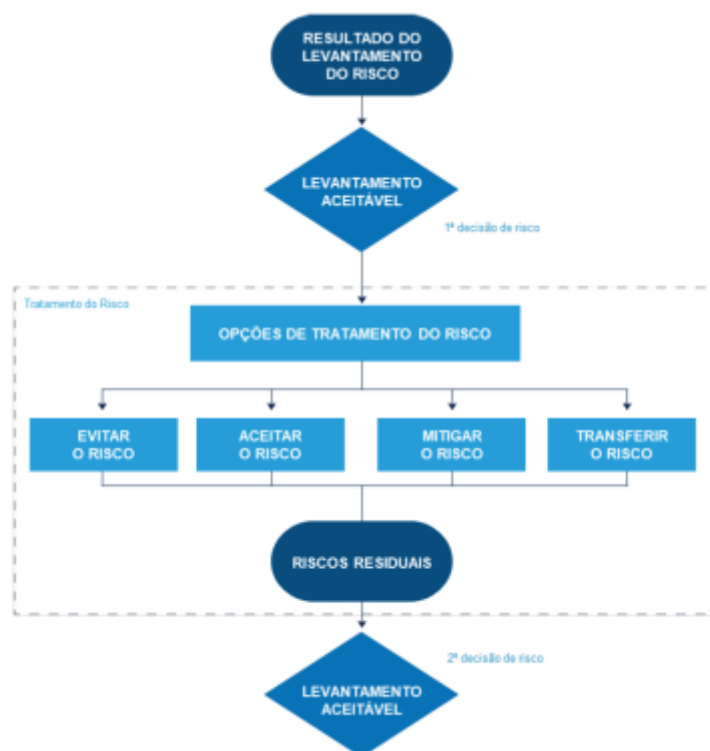 RESULTADO DO
LEVANTAMENTO
DO RISCO
LEVANTAMENTO
ACEITÁVEL
1ª decisão de risco
Tratamento do Risco
OPÇÕES DE TRATAMENTO DO RISCO
EVITAR
O RISCO
ACEITAR
O RISCO
MITIGAR
O RISCO
TRANSFERIR
O RISCO
RISCOS RESIDUAIS
2ª decisão de risco
LEVANTAMENTO
ACEITÁVEL